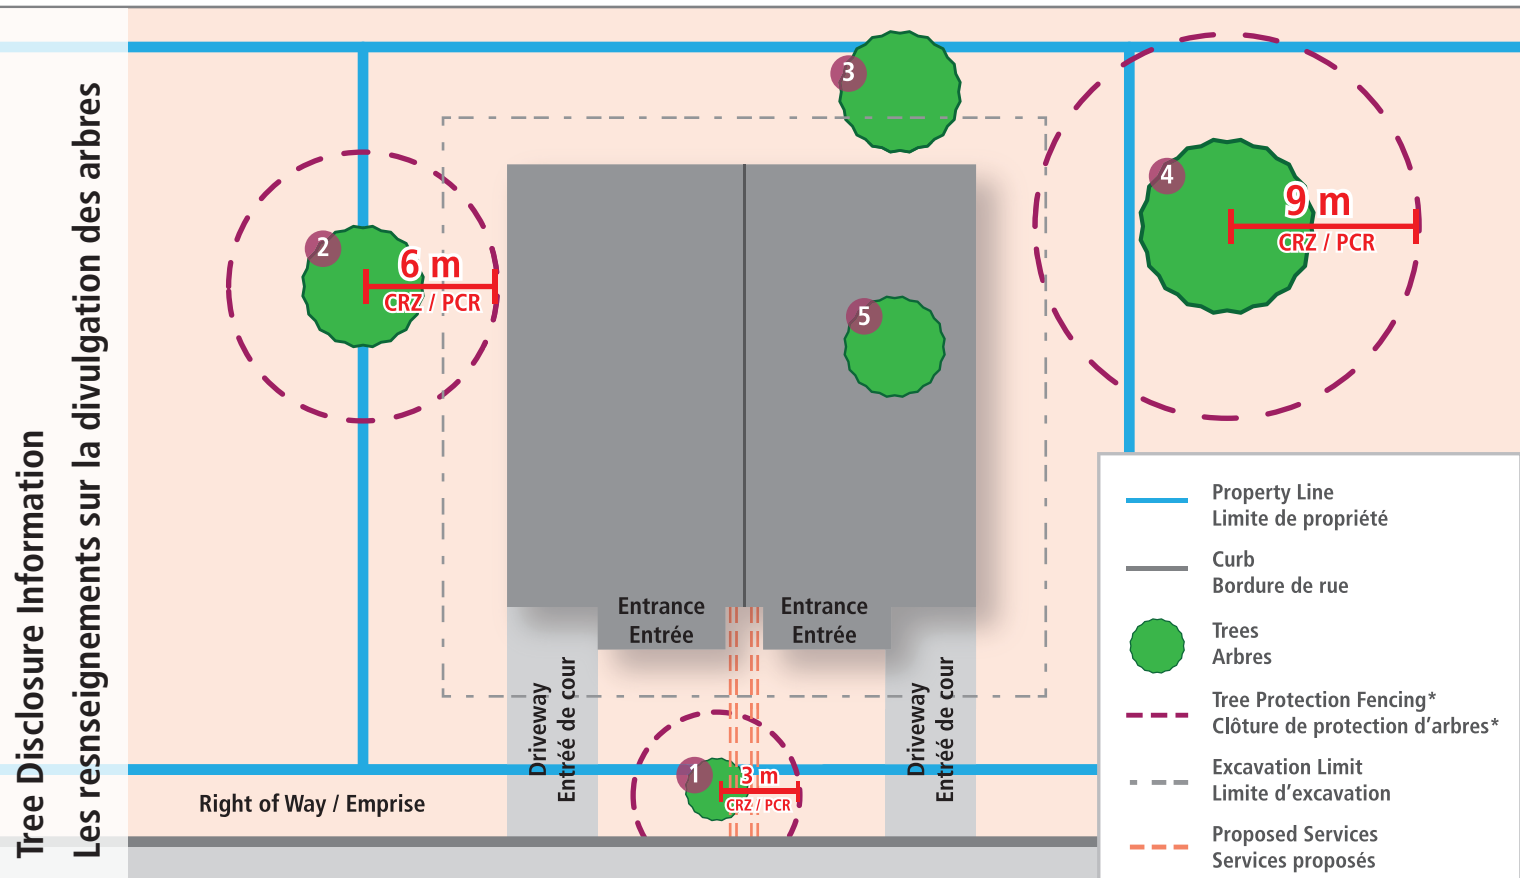 Tree Disclosure Information
Les renseignements sur la divulgation des arbres
3
4
9 m
CRZ / PCR
2
6 m
CRZ / PCR
5
Entrance
Entrée
Entrance
Entrée
Driveway
Entréé de cour
Driveway
Entréé de cour
1
3 m
CRZ / PCR
Right of Way / Emprise
Property Line
Limite de propriété
Curb
Bordure de rue
Trees
Arbres
Tree Protection Fencing*
Clôture de protection d’arbres*
Excavation Limit
Limite d’excavation
Proposed Services
Services proposés